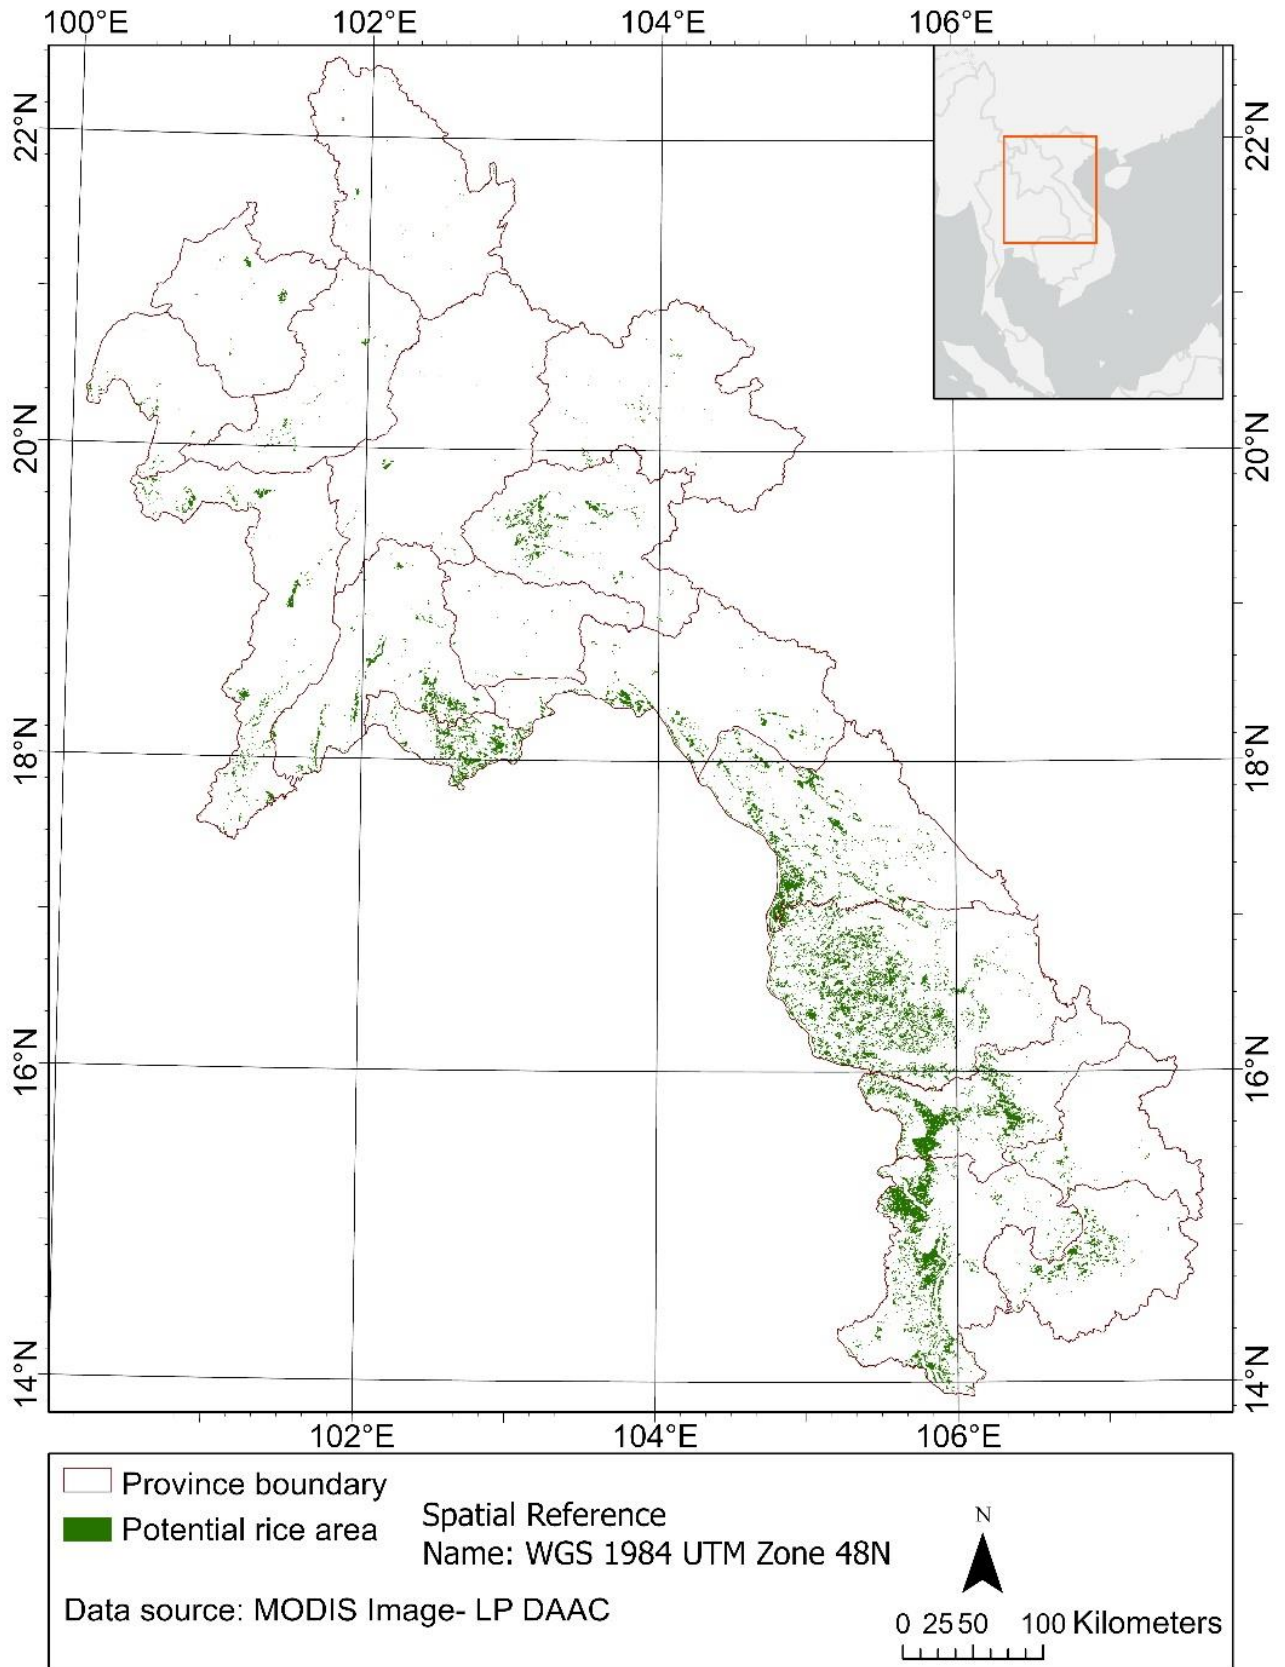 100°E 102°E 104°E 106°E
22°N 22°N
20°N 20°N
18°N 18°N
16°N 16°N
14°N 14°N
102°E 104°E 106°E
Province boundary
Potential rice area
Spatial Reference
Name: WGS 1984 UTM Zone 48N
Data source: MODIS Image- LP DAAC
N
0 25 50 100 Kilometers